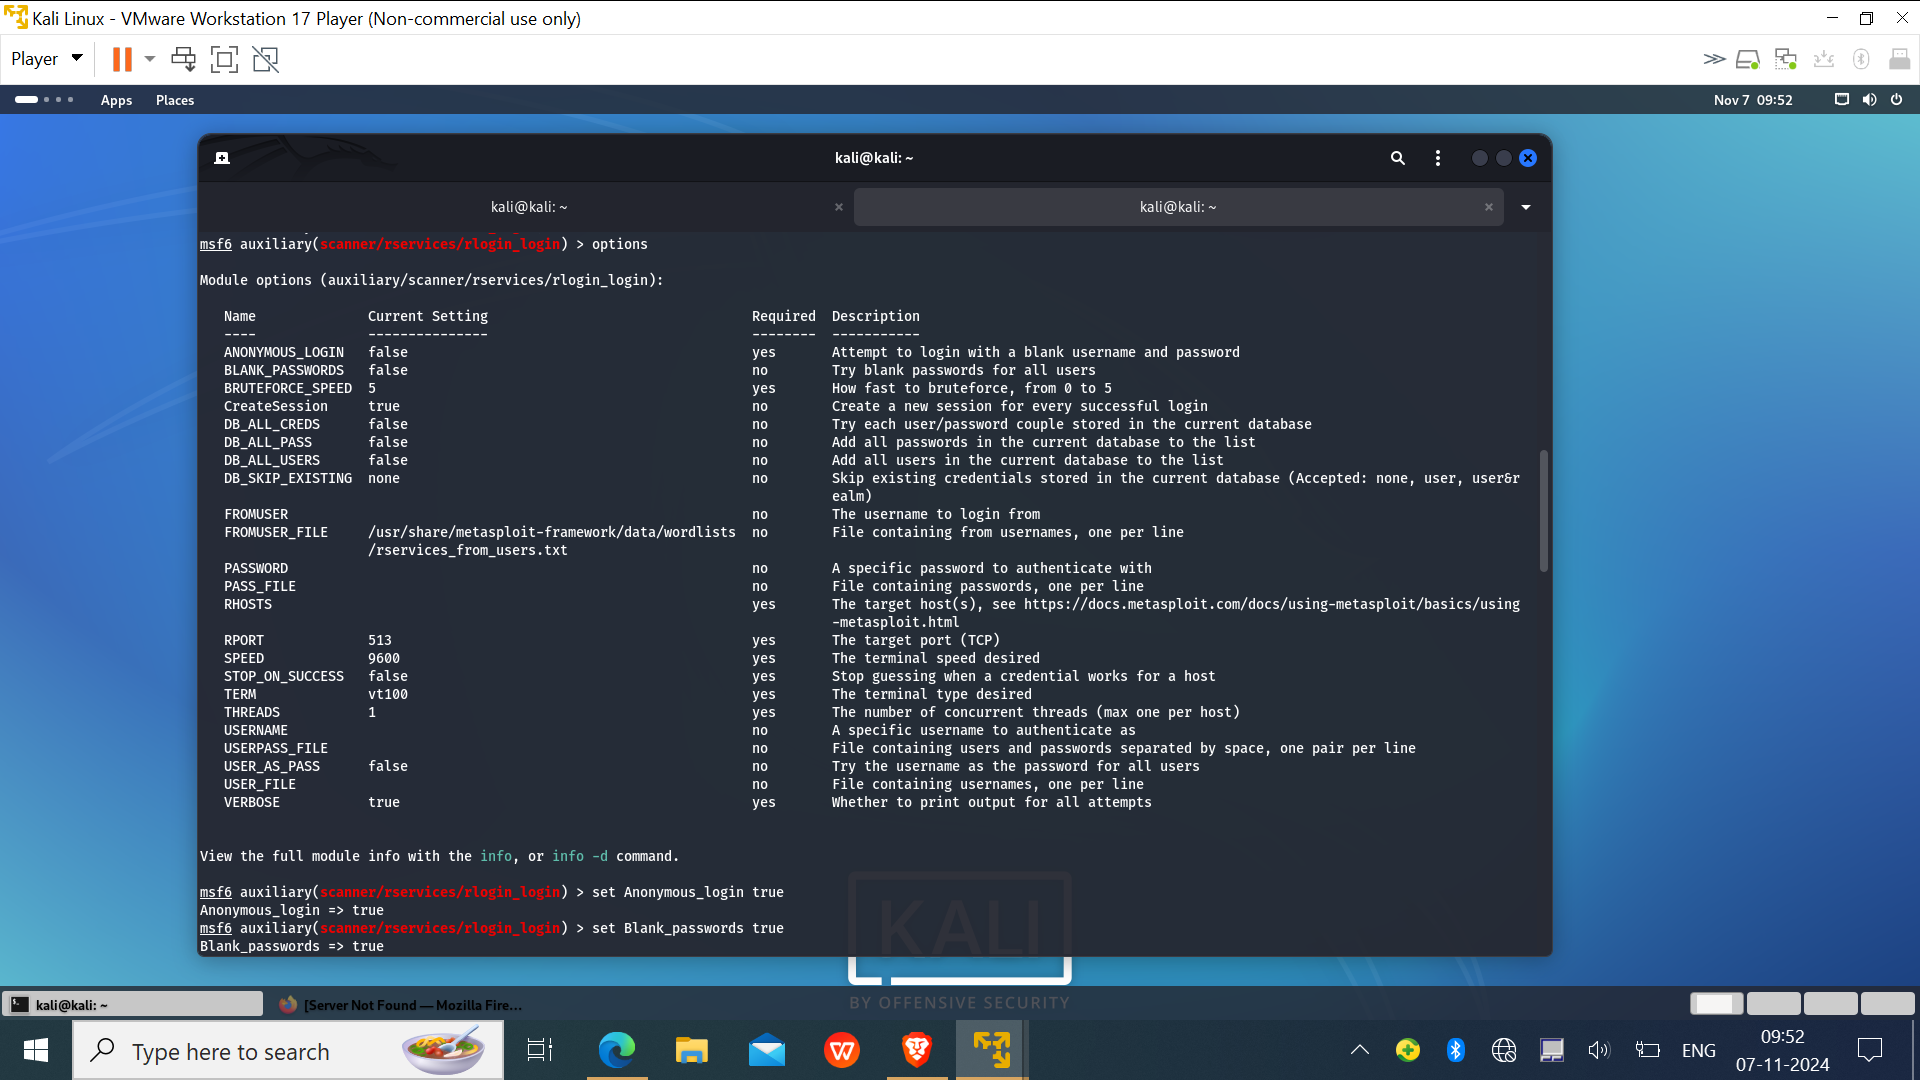 Kali Linux - VMware Workstation 17 Player (Non-commercial use only)
Player
Apps Places Nov 7 09:52
kali@kali: ~
kali@kali: ~ kali@kali: ~
msf6 auxiliary(scanner/rservices/rlogin_login) > options
Module options (auxiliary/scanner/rservices/rlogin_login):
Name Current Setting Required Description
---- --------------- -------- -----------
ANONYMOUS_LOGIN false yes Attempt to login with a blank username and password
BLANK_PASSWORDS false no Try blank passwords for all users
BRUTEFORCE_SPEED 5 yes How fast to bruteforce, from 0 to 5
CreateSession true no Create a new session for every successful login
DB_ALL_CREDS false no Try each user/password couple stored in the current database
DB_ALL_PASS false no Add all passwords in the current database to the list
DB_ALL_USERS false no Add all users in the current database to the list
DB_SKIP_EXISTING none no Skip existing credentials stored in the current database (Accepted: none, user, user&r
ealm)
FROMUSER no The username to login from
FROMUSER_FILE /usr/share/metasploit-framework/data/wordlists no File containing from usernames, one per line
/rservices_from_users.txt
PASSWORD no A specific password to authenticate with
PASS_FILE no File containing passwords, one per line
RHOSTS yes The target host(s), see https://docs.metasploit.com/docs/using-metasploit/basics/using
-metasploit.html
RPORT 513 yes The target port (TCP)
SPEED 9600 yes The terminal speed desired
STOP_ON_SUCCESS false yes Stop guessing when a credential works for a host
TERM vt100 yes The terminal type desired
THREADS 1 yes The number of concurrent threads (max one per host)
USERNAME no A specific username to authenticate as
USERPASS_FILE no File containing users and passwords separated by space, one pair per line
USER_AS_PASS false no Try the username as the password for all users
USER_FILE no File containing usernames, one per line
VERBOSE true yes Whether to print output for all attempts
View the full module info with the info, or info -d command.
msf6 auxiliary(scanner/rservices/rlogin_login) > set Anonymous_login true
Anonymous_login => true
msf6 auxiliary(scanner/rservices/rlogin_login) > set Blank_passwords true
Blank_passwords => true
KALI
BY OFFENSIVE SECURITY
kali@kali: ~ [Server Not Found — Mozilla Fire...
Type here to search
ENG
09:52
07-11-2024